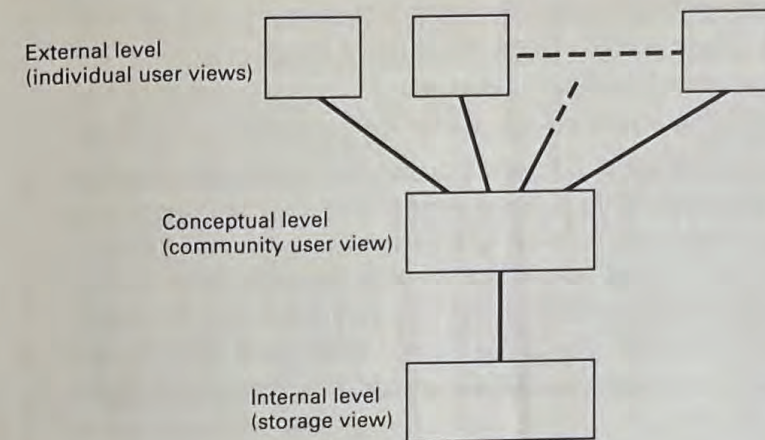 External level
(individual user views)
Conceptual level
(community user view)
Internal level
(storage view)